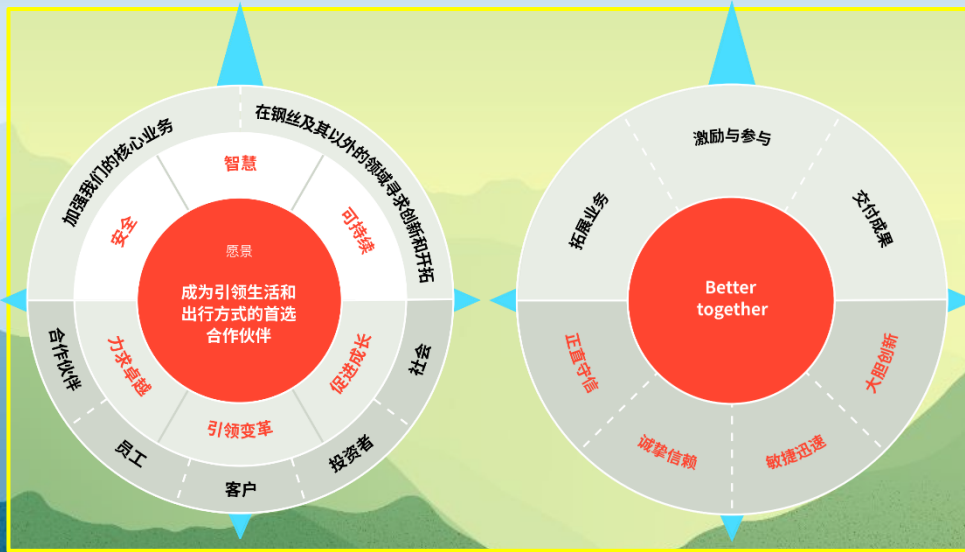 加强我们的核心业务
在钢丝及其以外的领域寻求创新和开拓
安全
智慧
可持续
愿景
成为引领生活和
出行方式的首选
合作伙伴
力求卓越
引领变革
促进成长
合作伙伴
员工
客户
投资者
社会
拓展业务
激励与参与
交付成果
Better
together
正直守信
诚挚信赖
敏捷迅速
大胆创新